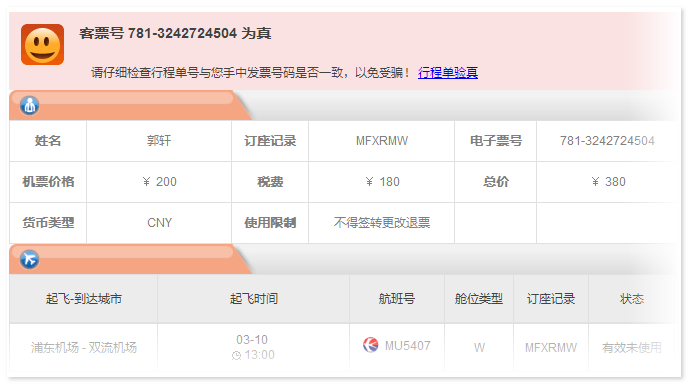 客票号 781-3242724504 为真
请仔细检查行程单号与您手中发票号码是否一致，以免受骗！ 行程单验真
姓名 郭轩 订座记录 MFXRMW 电子票号 781-3242724504
机票价格 ￥ 200 税费 ￥ 180 总价 ￥ 380
货币类型 CNY 使用限制 不得签转更改退票
起飞-到达城市 起飞时间 航班号 舱位类型 订座记录 状态
浦东机场 - 双流机场 03-10 13:00 MU5407 W MFXRMW 有效未使用